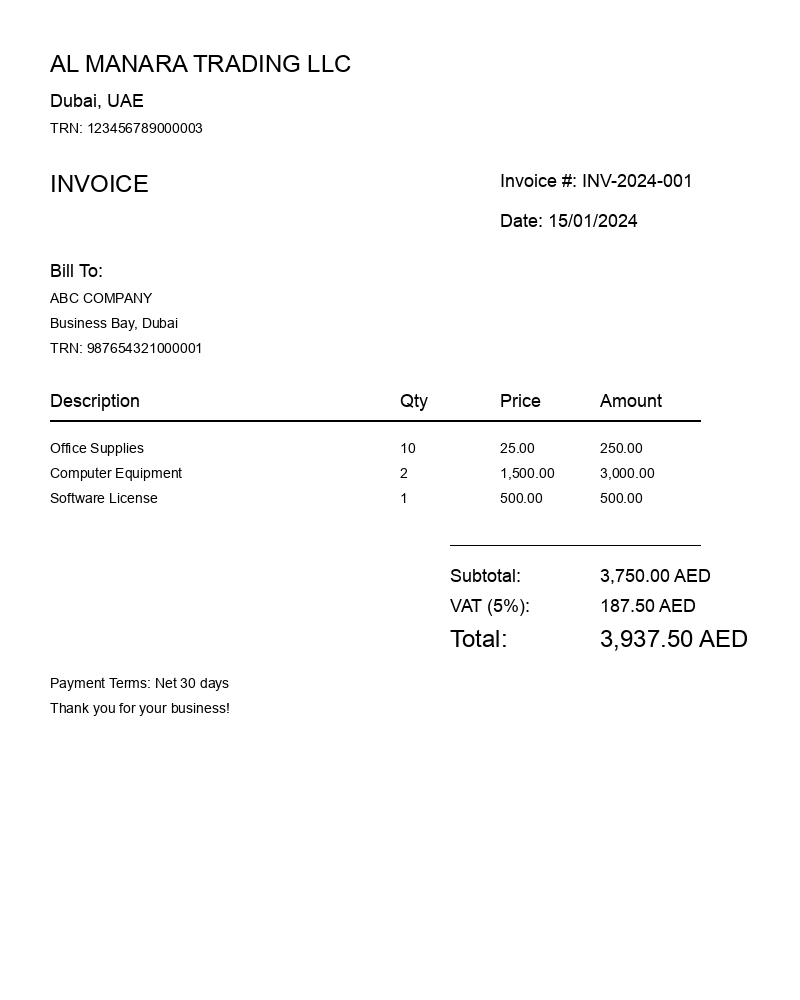 AL MANARA TRADING LLC
Dubai, UAE
TRN: 123456789000003
INVOICE
Invoice #: INV-2024-001
Date: 15/01/2024
Bill To:
ABC COMPANY
Business Bay, Dubai
TRN: 987654321000001
Description Qty Price Amount
Office Supplies 10 25.00 250.00
Computer Equipment 2 1,500.00 3,000.00
Software License 1 500.00 500.00
Subtotal: 3,750.00 AED
VAT (5%): 187.50 AED
Total: 3,937.50 AED
Payment Terms: Net 30 days
Thank you for your business!